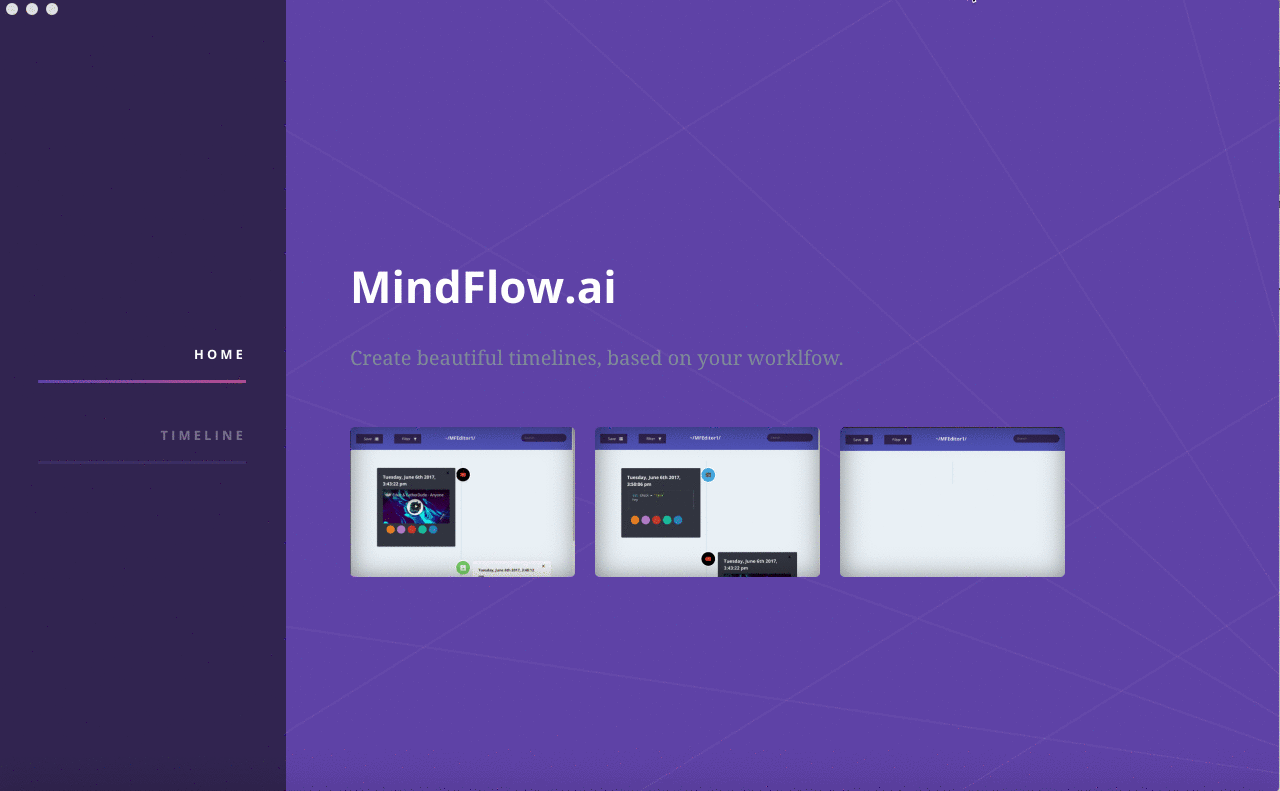 HOME
TIMELINE
MindFlow.ai
Create beautiful timelines, based on your worklfow.
Save
Filter
~/MFEditor1/
Tuesday, June 6th 2017,
3:43:22 pm
Tuesday, June 6th 2017, 3:40:12
Save
Filter
~/MFEditor1/
Tuesday, June 6th 2017,
3:50:06 pm
Tuesday, June 6th 2017,
3:43:22 pm
Save
Filter
~/MFEditor1/